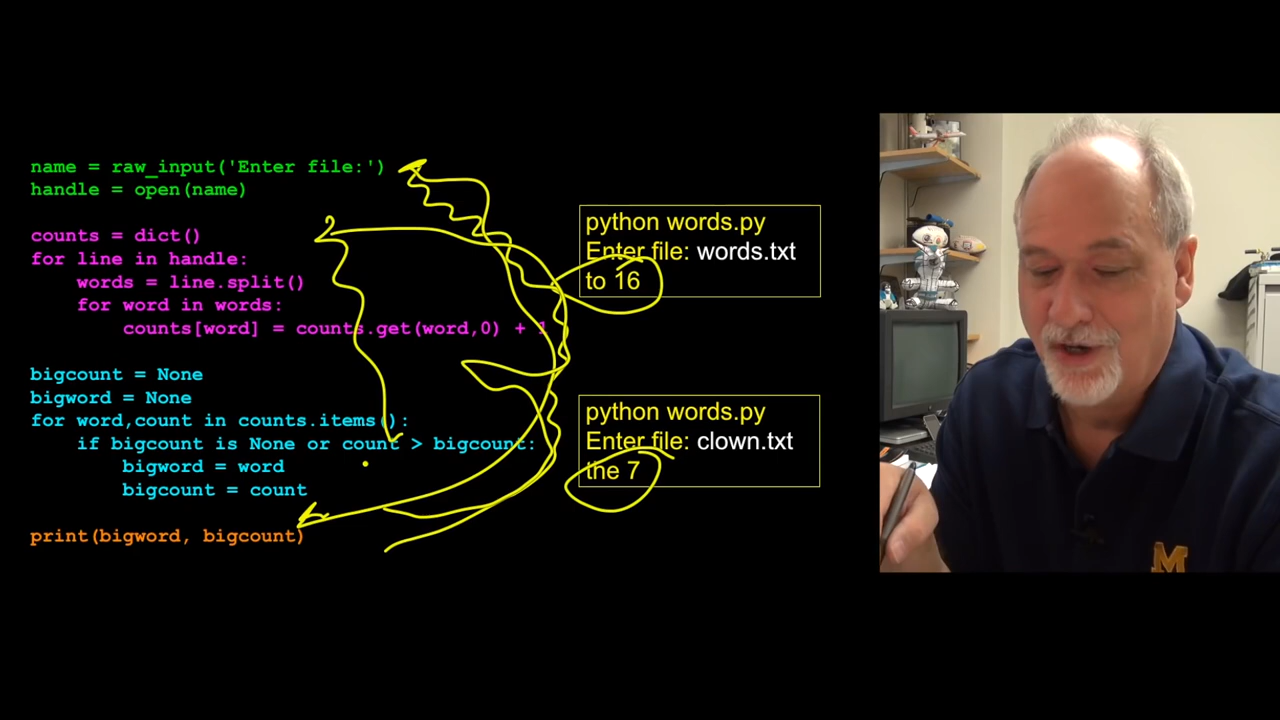 name = raw_input('Enter file:')
handle = open(name)
counts = dict()
for line in handle:
    words = line.split()
    for word in words:
        counts[word] = counts.get(word,0) + 1
bigcount = None
bigword = None
for word,count in counts.items():
    if bigcount is None or count > bigcount:
        bigword = word
        bigcount = count
print(bigword, bigcount)
python words.py
Enter file: words.txt
to 16
python words.py
Enter file: clown.txt
the 7
M